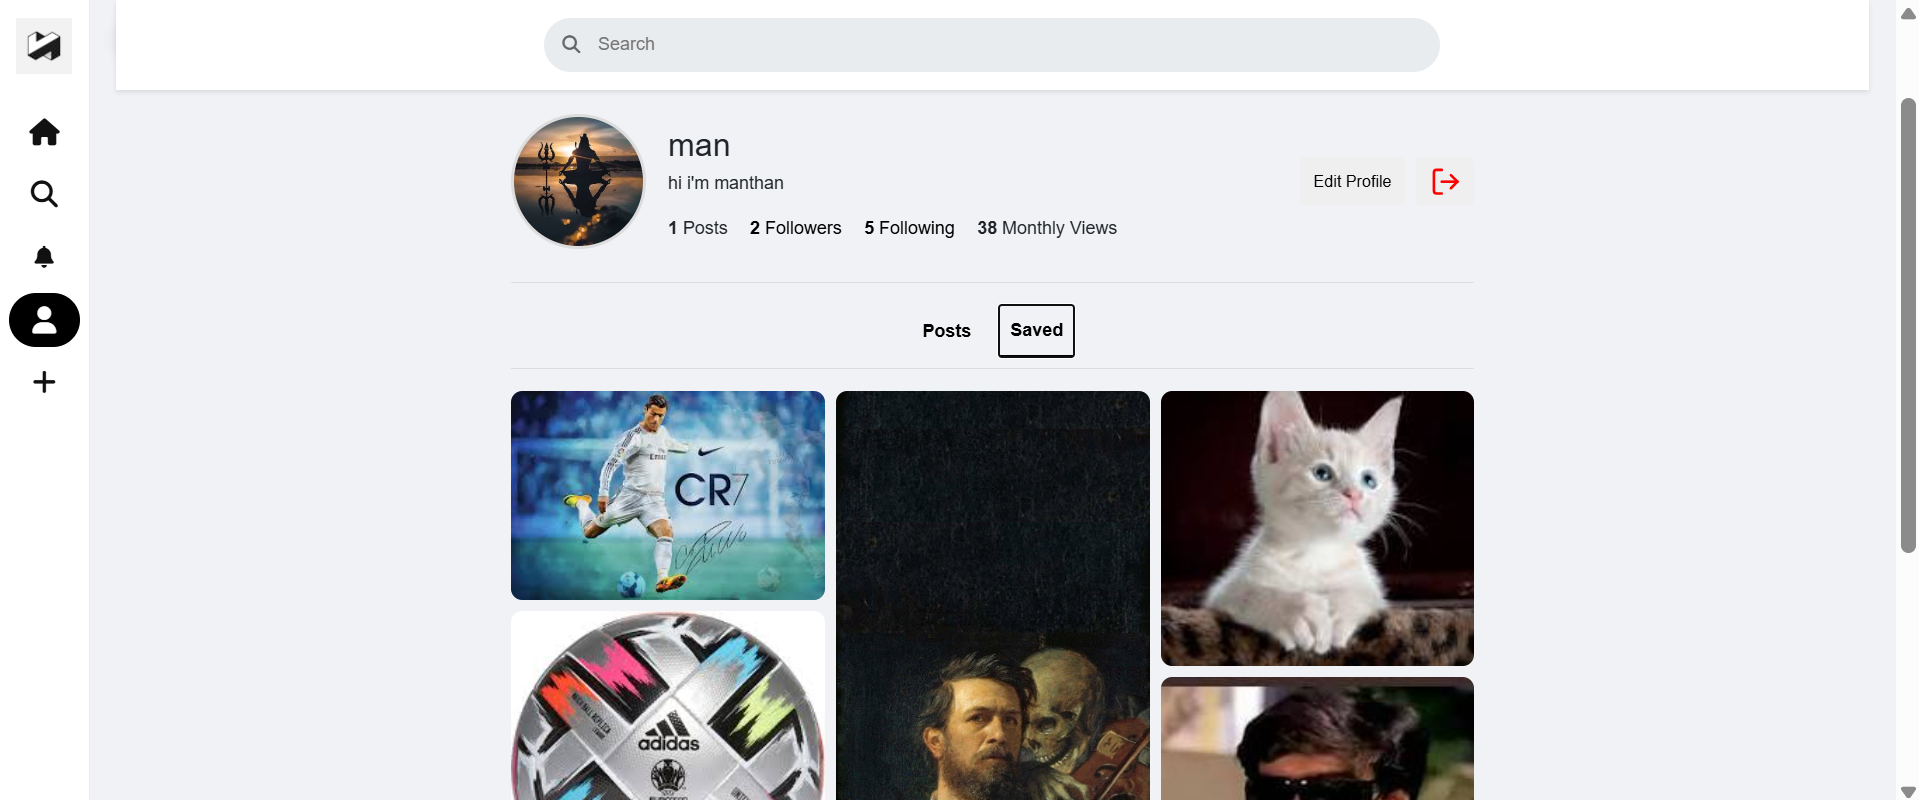 Search
man
hi i'm manthan
1 Posts 2 Followers 5 Following 38 Monthly Views
Edit Profile
Posts Saved
CR7
adidas